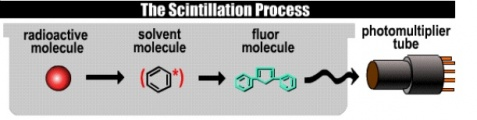 The Scintillation Process
radioactive
molecule
solvent
molecule
fluor
molecule
photomultiplier
tube
(*)